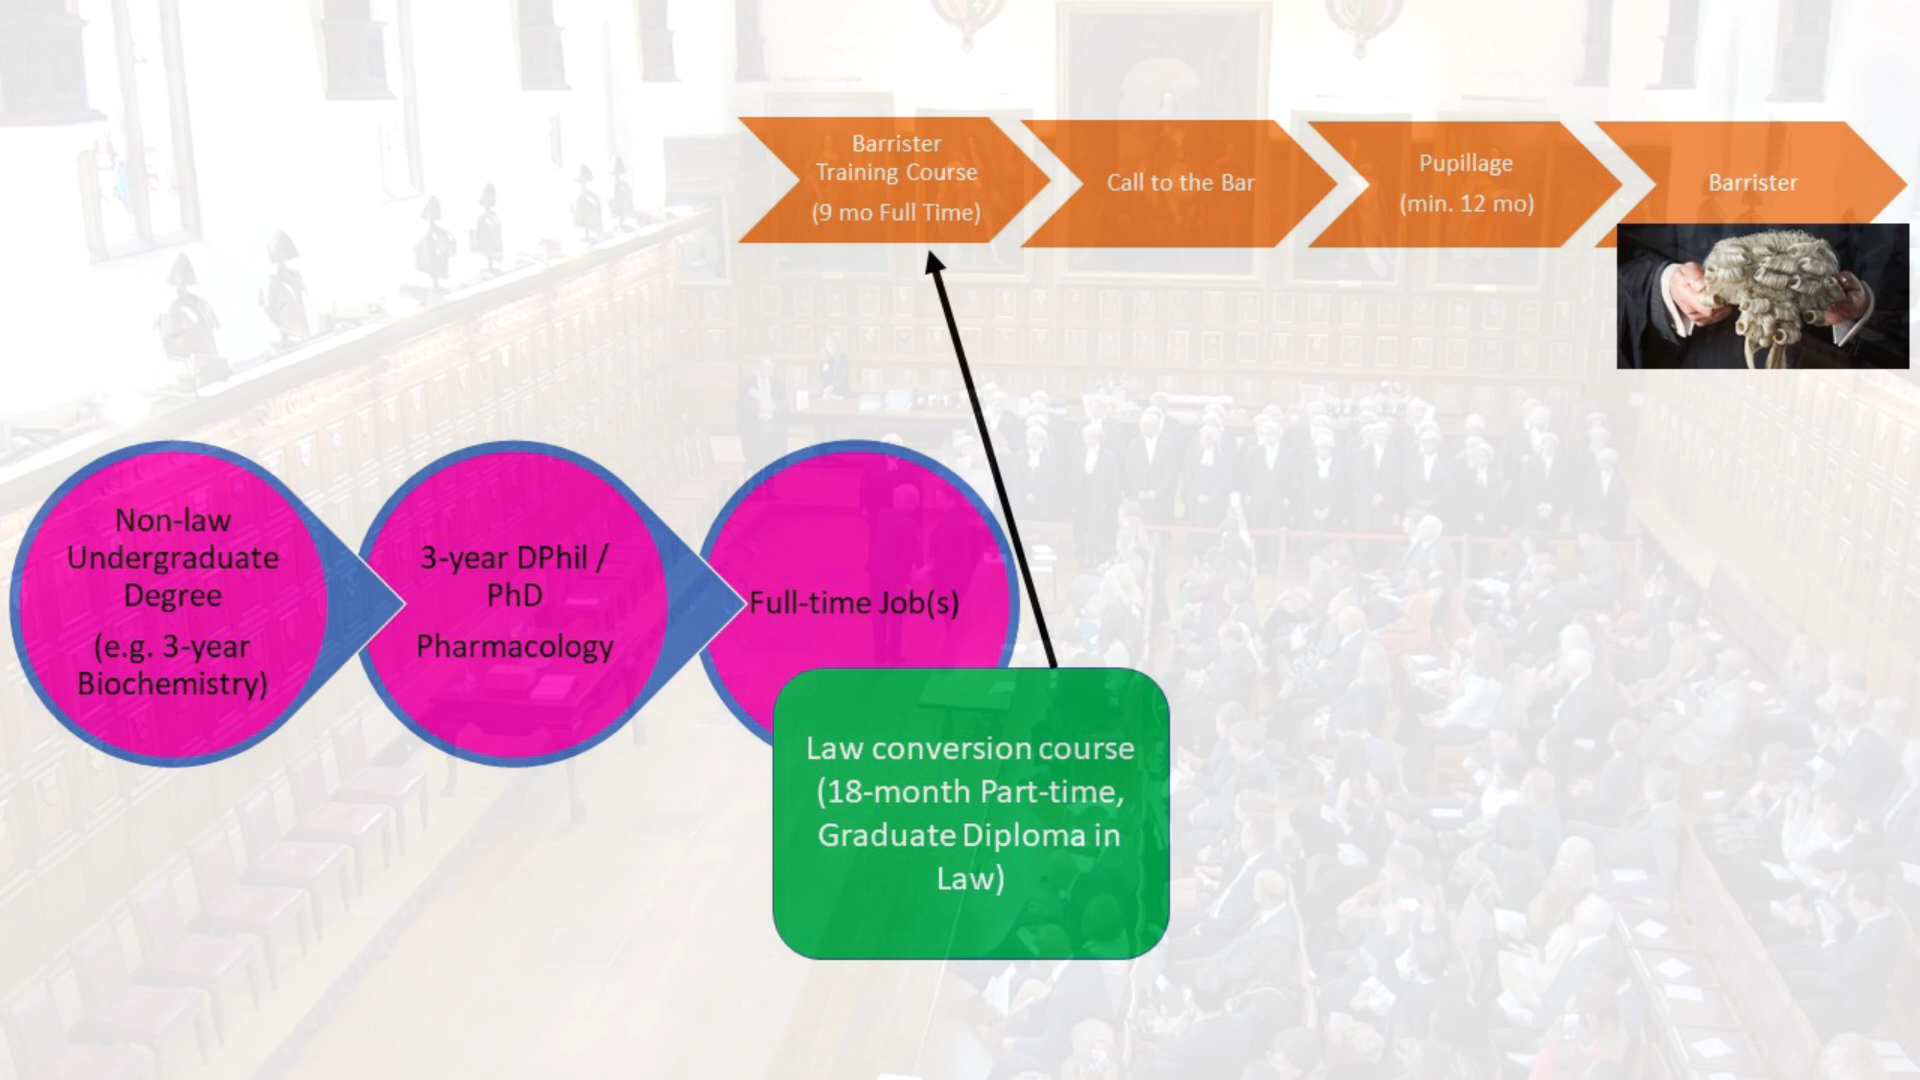 Barrister
Training Course
(9 mo Full Time)
Call to the Bar
Pupillage
(min. 12 mo)
Barrister
Non-law
Undergraduate
Degree
(e.g. 3-year
Biochemistry)
3-year DPhil /
PhD
Pharmacology
Full-time Job(s)
Law conversion course
(18-month Part-time,
Graduate Diploma in
Law)